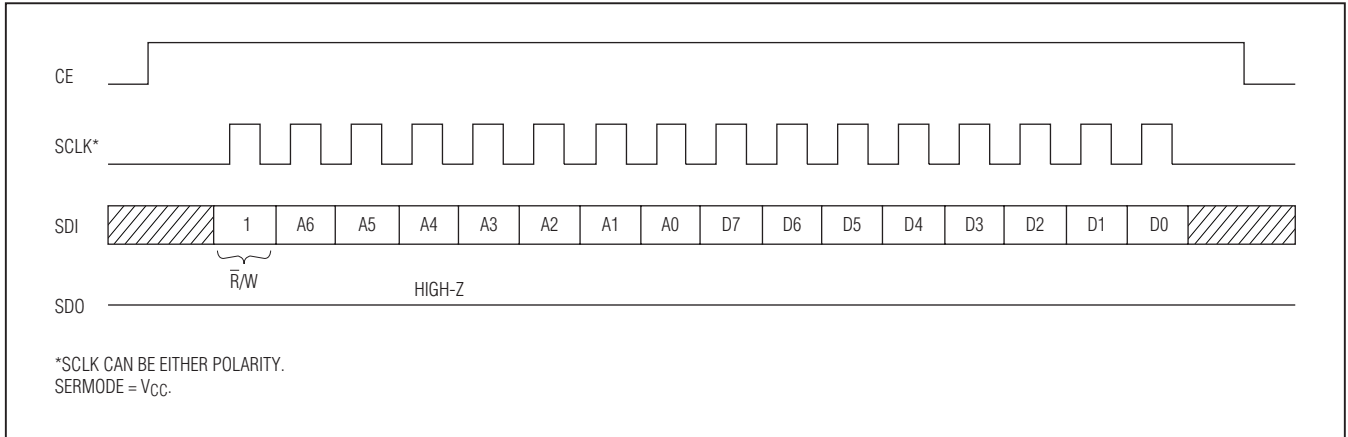 CE
SCLK*
SDI 1 A6 A5 A4 A3 A2 A1 A0 D7 D6 D5 D4 D3 D2 D1 D0
R̅/W
HIGH-Z
SDO
*SCLK CAN BE EITHER POLARITY.
SERMODE = VCC.